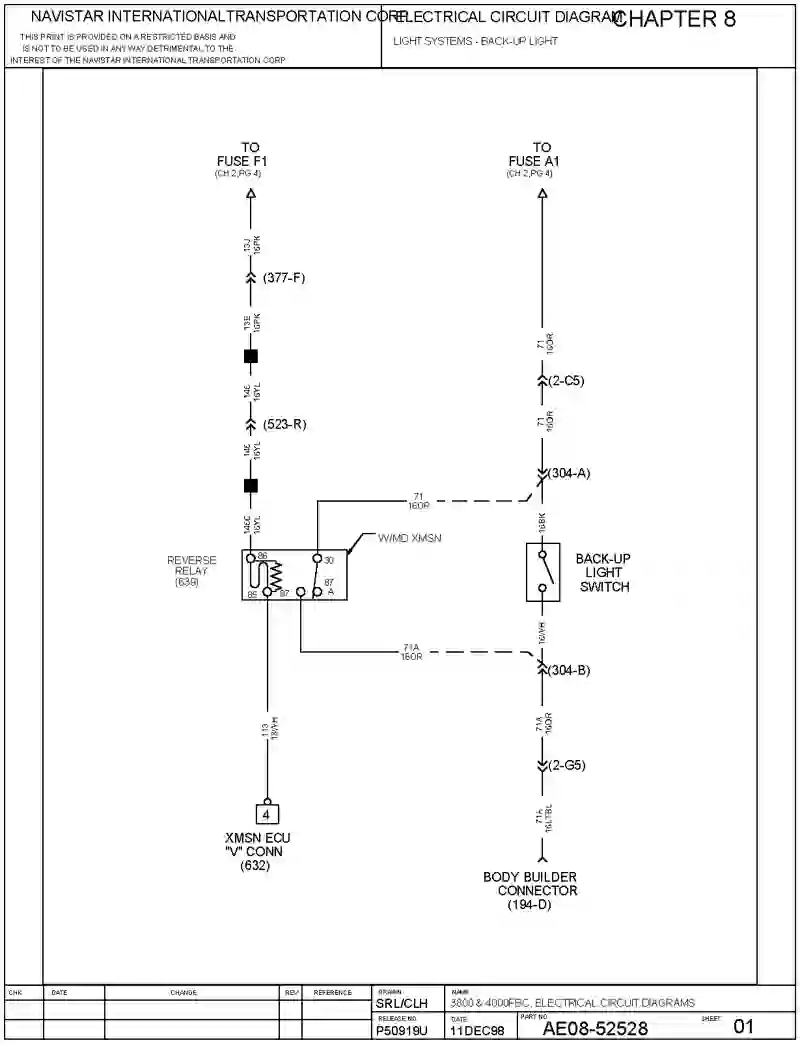 NAVISTAR INTERNATIONAL TRANSPORTATION CORP.
THIS PRINT IS PROVIDED ON A RESTRICTED BASIS AND
IS NOT TO BE USED IN ANY WAY DETRIMENTAL TO THE
INTEREST OF THE NAVISTAR INTERNATIONAL TRANSPORTATION CORP
ELECTRICAL CIRCUIT DIAGRAM
CHAPTER 8
LIGHT SYSTEMS - BACK-UP LIGHT
TO
FUSE F1
(CH 2,PG 4)
TO
FUSE A1
(CH 2,PG 4)
13J
16PK
(377-F)
13E
16PK
71
16OR
(2-C5)
16YL
(523-R)
16YL
71
16OR
(304-A)
71
16OR
16YL
16BK
W/MD XMSN
REVERSE
RELAY
(639)
86
30
85
87
87
A
BACK-UP
LIGHT
SWITCH
16WH
71A
16OR
(304-B)
71A
16OR
113
18WH
(2-G5)
71A
16LTBL
4
XMSN ECU
"V" CONN
(632)
BODY BUILDER
CONNECTOR
(194-D)
CHK
DATE
CHANGE
REV
REFERENCE
DRAWN
SRL/CLH
NAME
3800 & 4000FBC, ELECTRICAL CIRCUIT DIAGRAMS
RELEASE NO.
P50919U
DATE
11DEC98
PART NO.
AE08-52528
SHEET
01